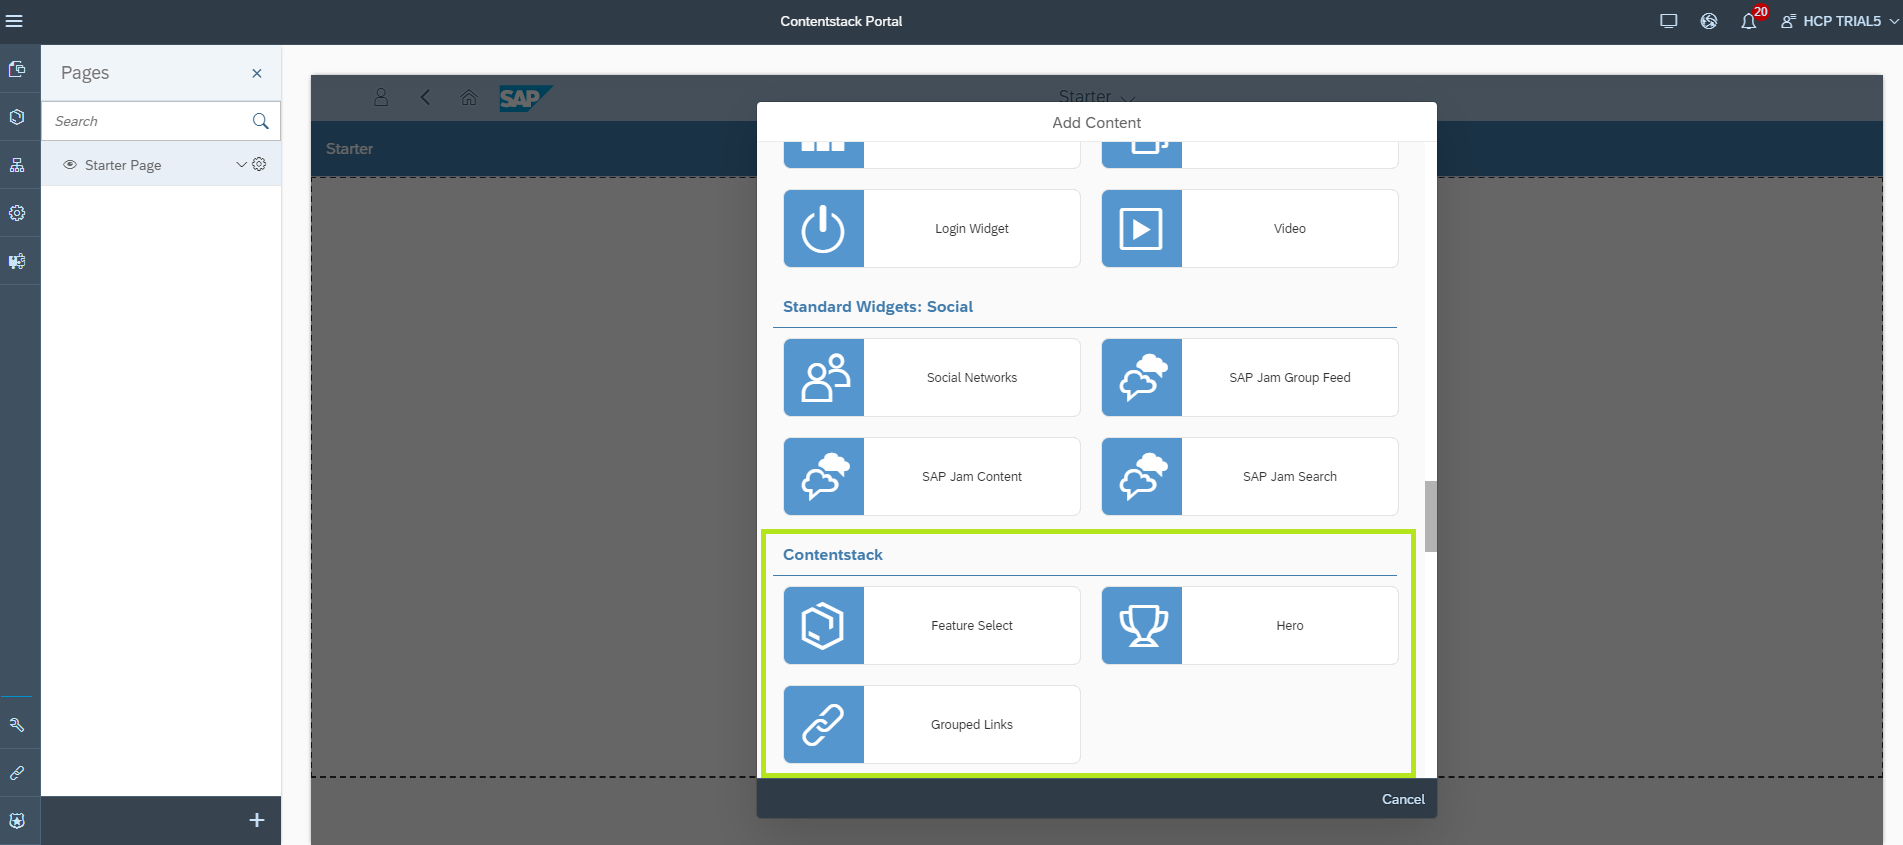 Contentstack Portal
20
HCP TRIAL5
Pages
Search
Starter Page
SAP
Starter
Starter
Add Content
Login Widget
Video
Standard Widgets: Social
Social Networks
SAP Jam Group Feed
SAP Jam Content
SAP Jam Search
Contentstack
Feature Select
Hero
Grouped Links
Cancel